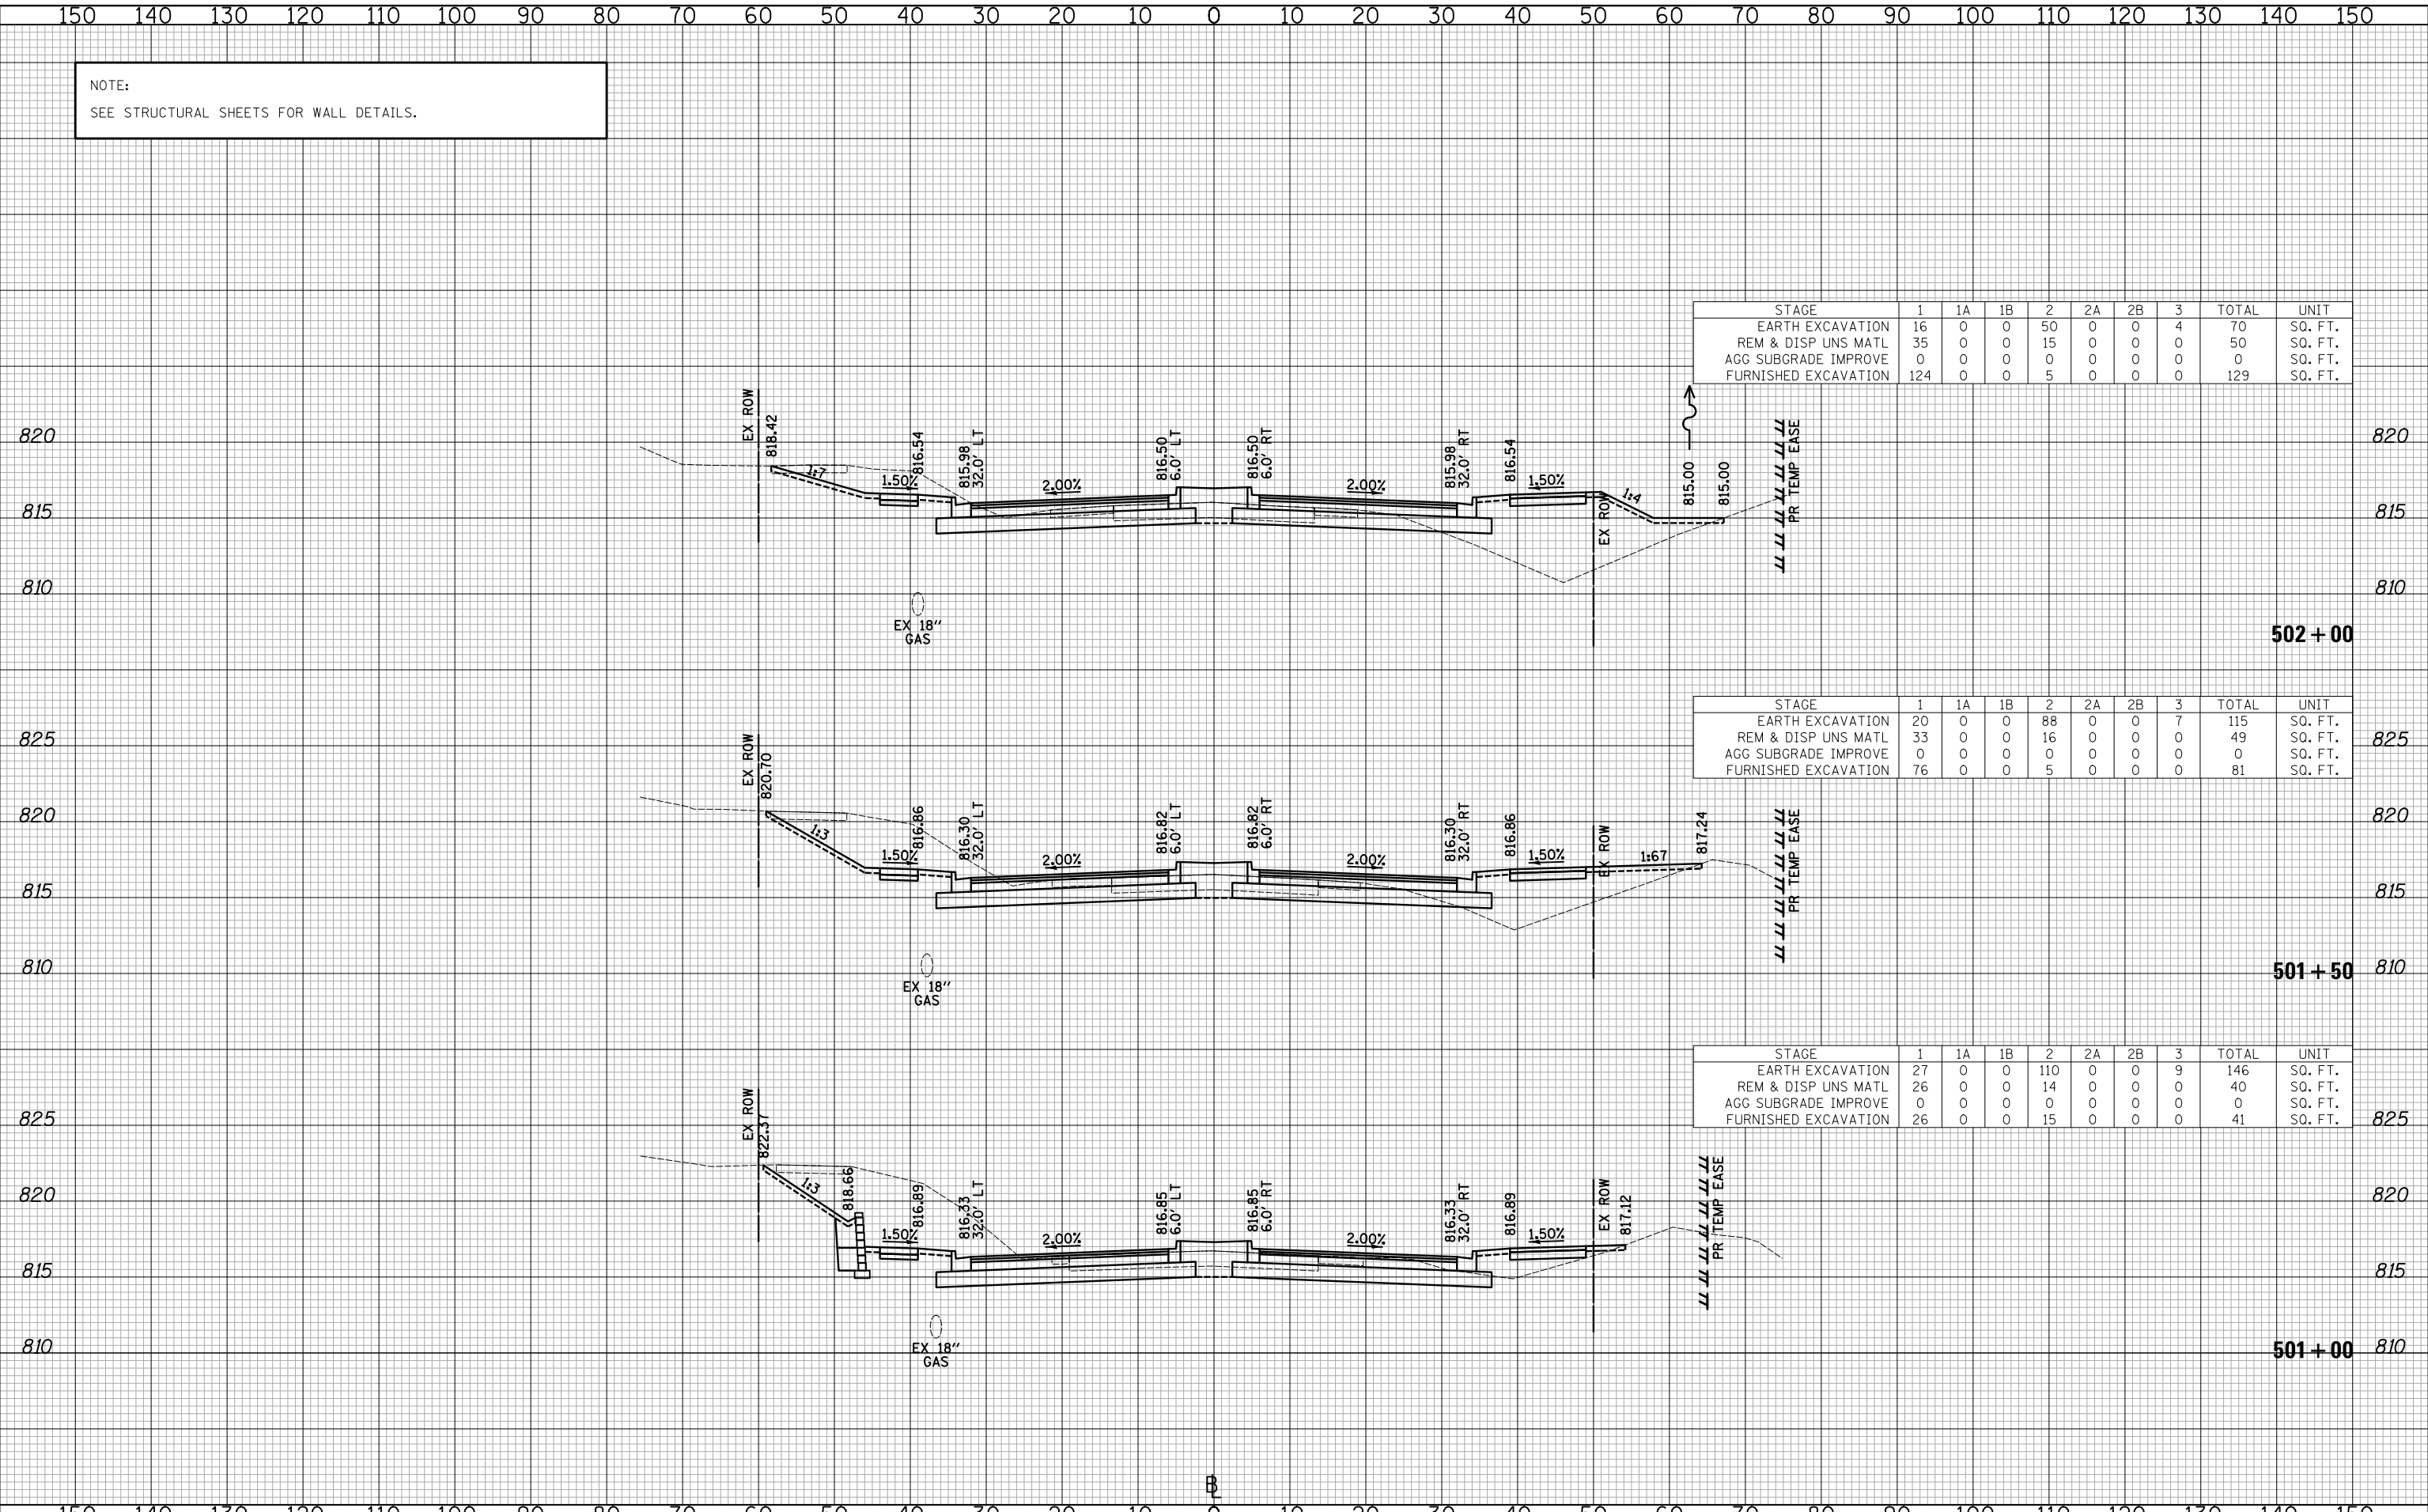 150 140 130 120 110 100 90 80 70 60 50 40 30 20 10 0 10 20 30 40 50 60 70 80 90 100 110 120 130 140 150
NOTE:
SEE STRUCTURAL SHEETS FOR WALL DETAILS.
STAGE 1 1A 1B 2 2A 2B 3 TOTAL UNIT
EARTH EXCAVATION 16 0 0 50 0 0 4 70 SQ. FT.
REM & DISP UNS MATL 35 0 0 15 0 0 0 50 SQ. FT.
AGG SUBGRADE IMPROVE 0 0 0 0 0 0 0 0 SQ. FT.
FURNISHED EXCAVATION 124 0 0 5 0 0 0 129 SQ. FT.
820
815
810
EX ROW
818.42
1:7
1.50%
816.54
815.98
32.0' LT
2.00%
816.50
6.0' LT
816.50
6.0' RT
2.00%
815.98
32.0' RT
816.54
1.50%
EX ROW
1:4
815.00
815.00
PR TEMP EASE
820
815
810
EX 18"
GAS
502+00
STAGE 1 1A 1B 2 2A 2B 3 TOTAL UNIT
EARTH EXCAVATION 20 0 0 88 0 0 7 115 SQ. FT.
REM & DISP UNS MATL 33 0 0 16 0 0 0 49 SQ. FT.
AGG SUBGRADE IMPROVE 0 0 0 0 0 0 0 0 SQ. FT.
FURNISHED EXCAVATION 76 0 0 5 0 0 0 81 SQ. FT.
825
820
815
810
EX ROW
820.70
1:3
1.50%
816.86
816.30
32.0' LT
2.00%
816.82
6.0' LT
816.82
6.0' RT
2.00%
816.30
32.0' RT
816.86
1.50%
EX ROW
1:67
817.24
PR TEMP EASE
825
820
815
810
EX 18"
GAS
501+50
STAGE 1 1A 1B 2 2A 2B 3 TOTAL UNIT
EARTH EXCAVATION 27 0 0 110 0 0 9 146 SQ. FT.
REM & DISP UNS MATL 26 0 0 14 0 0 0 40 SQ. FT.
AGG SUBGRADE IMPROVE 0 0 0 0 0 0 0 0 SQ. FT.
FURNISHED EXCAVATION 26 0 0 15 0 0 0 41 SQ. FT.
825
820
815
810
EX ROW
822.37
1:3
818.66
1.50%
816.89
816.33
32.0' LT
2.00%
816.85
6.0' LT
816.85
6.0' RT
2.00%
816.33
32.0' RT
816.89
1.50%
EX ROW
817.12
PR TEMP EASE
825
820
815
810
EX 18"
GAS
501+00
BL
150 140 130 120 110 100 90 80 70 60 50 40 30 20 10 0 10 20 30 40 50 60 70 80 90 100 110 120 130 140 150